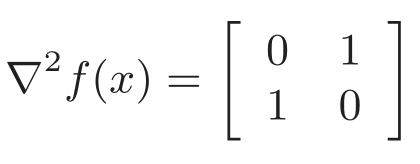 ∇²f(x) = [ 0 1
1 0 ]